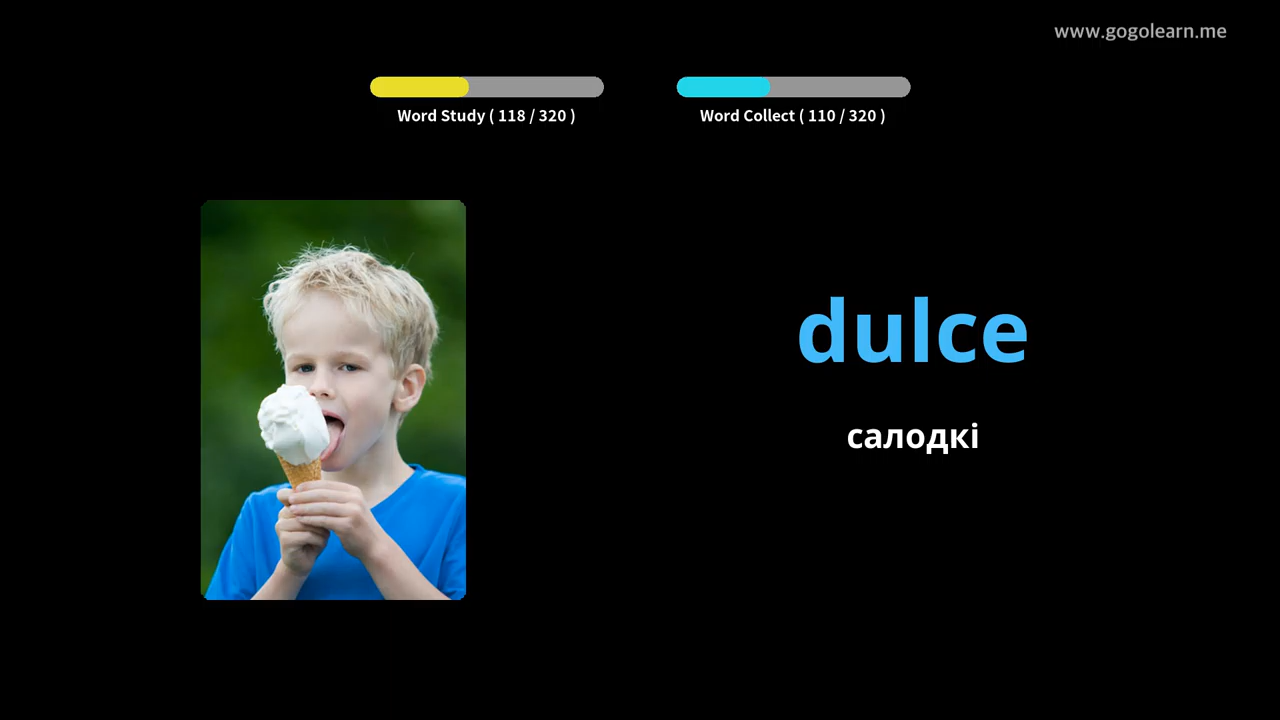 www.gogolearn.me
Word Study ( 118 / 320 )
Word Collect ( 110 / 320 )
dulce
салодкі